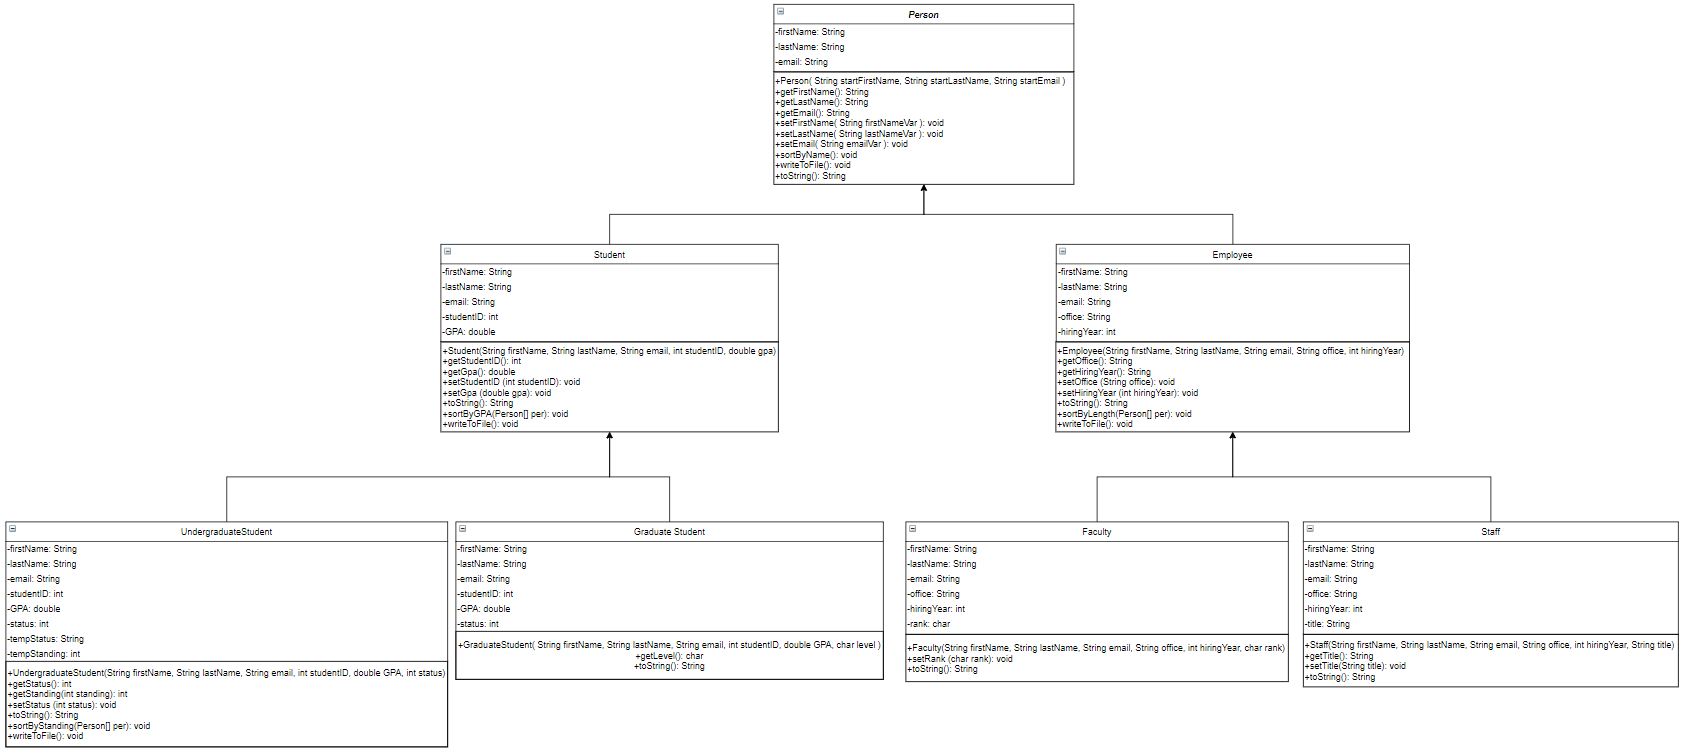 Person
-firstName: String
-lastName: String
-email: String
+Person( String startFirstName, String startLastName, String startEmail )
+getFirstName(): String
+getLastName(): String
+getEmail(): String
+setFirstName( String firstNameVar ): void
+setLastName( String lastNameVar ): void
+setEmail( String emailVar ): void
+sortByName(): void
+writeToFile(): void
+toString(): String
Student
-firstName: String
-lastName: String
-email: String
-studentID: int
-GPA: double
+Student(String firstName, String lastName, String email, int studentID, double gpa)
+getStudentID(): int
+getGpa(): double
+setStudentID (int studentID): void
+setGpa (double gpa): void
+toString(): String
+sortByGPA(Person[] per): void
+writeToFile(): void
Employee
-firstName: String
-lastName: String
-email: String
-office: String
-hiringYear: int
+Employee(String firstName, String lastName, String email, String office, int hiringYear)
+getOffice(): String
+getHiringYear(): String
+setOffice (String office): void
+setHiringYear (int hiringYear): void
+toString(): String
+sortByLength(Person[] per): void
+writeToFile(): void
UndergraduateStudent
-firstName: String
-lastName: String
-email: String
-studentID: int
-GPA: double
-status: int
-tempStatus: String
-tempStanding: int
+UndergraduateStudent(String firstName, String lastName, String email, int studentID, double GPA, int status)
+getStatus(): int
+getStanding(int standing): int
+setStatus (int status): void
+toString(): String
+sortByStanding(Person[] per): void
+writeToFile(): void
Graduate Student
-firstName: String
-lastName: String
-email: String
-studentID: int
-GPA: double
-status: int
+GraduateStudent( String firstName, String lastName, String email, int studentID, double GPA, char level )
+getLevel(): char
+toString(): String
Faculty
-firstName: String
-lastName: String
-email: String
-office: String
-hiringYear: int
-rank: char
+Faculty(String firstName, String lastName, String email, String office, int hiringYear, char rank)
+setRank (char rank): void
+toString(): String
Staff
-firstName: String
-lastName: String
-email: String
-office: String
-hiringYear: int
-title: String
+Staff(String firstName, String lastName, String email, String office, int hiringYear, String title)
+getTitle(): String
+setTitle(String title): void
+toString(): String